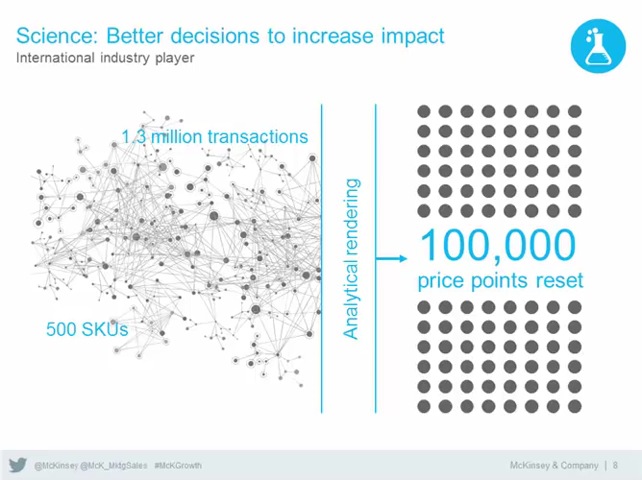 Science: Better decisions to increase impact
International industry player
1.3 million transactions
500 SKUs
Analytical rendering
100,000
price points reset
@McKinsey @McK_MktgSales #McKGrowth
McKinsey & Company | 8